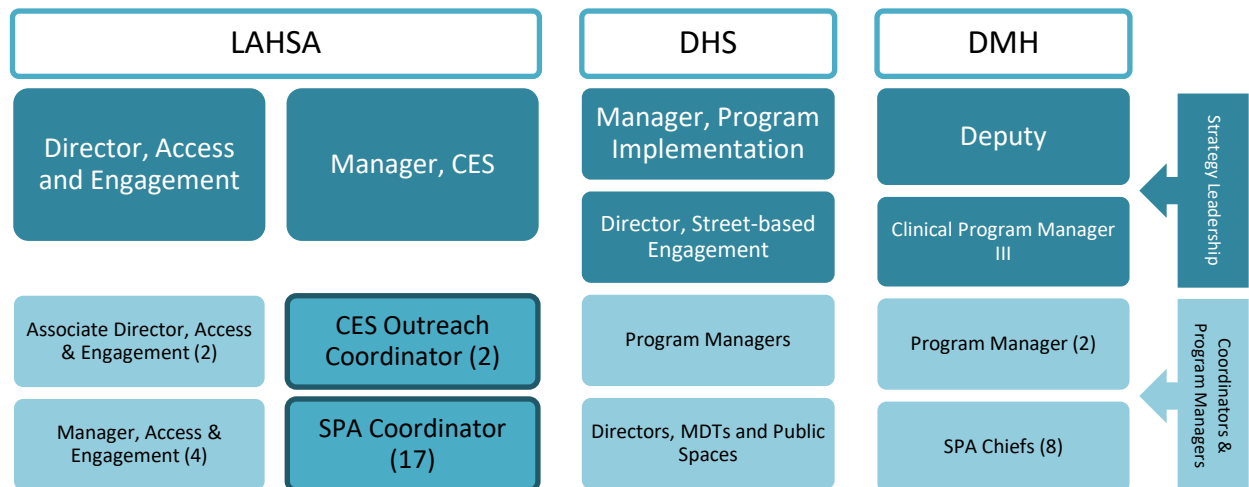 LAHSA
DHS
DMH
Director, Access
and Engagement
Manager, CES
Manager, Program
Implementation
Deputy
Director, Street-based
Engagement
Clinical Program Manager
III
Strategy Leadership
Associate Director, Access
& Engagement (2)
CES Outreach
Coordinator (2)
Program Managers
Program Manager (2)
Manager, Access &
Engagement (4)
SPA Coordinator
(17)
Directors, MDTs and Public
Spaces
SPA Chiefs (8)
Coordinators &
Program Managers